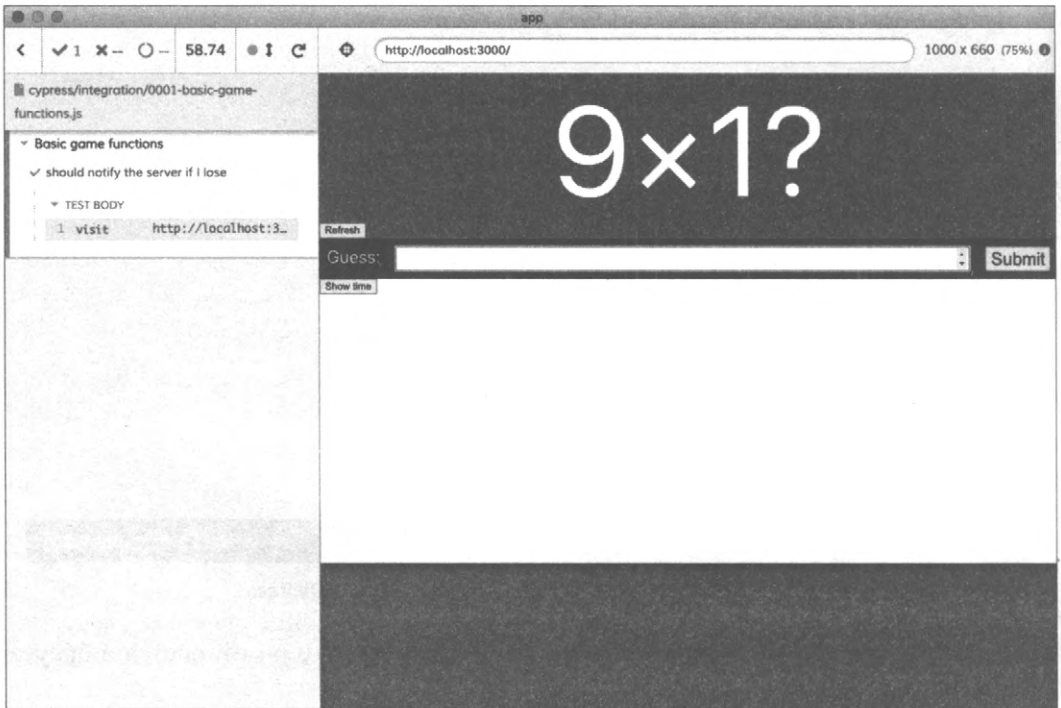 app
1 -- -- 58.74
http://localhost:3000/
1000 x 660 (75%)
cypress/integration/0001-basic-game-
functions.js
Basic game functions
should notify the server if I lose
TEST BODY
1 visit http://localhost:3…
9×1?
Refresh
Guess:
Submit
Show time